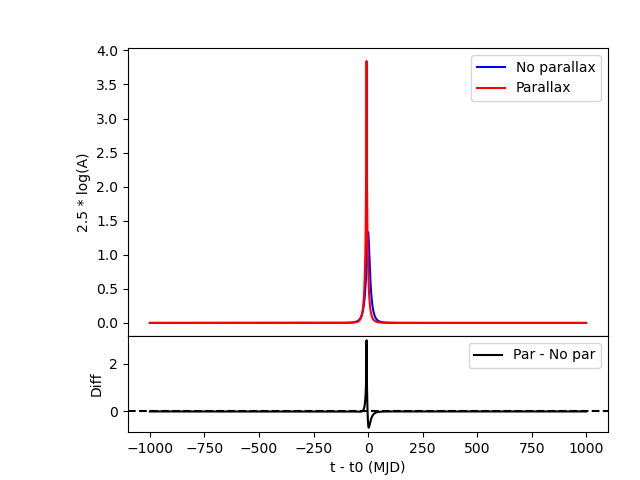 4.0
3.5
3.0
2.5
2.0
1.5
1.0
0.5
0.0
2.5 * log(A)
No parallax
Parallax
2
0
Diff
Par - No par
−1000 −750 −500 −250 0 250 500 750 1000
t - t0 (MJD)